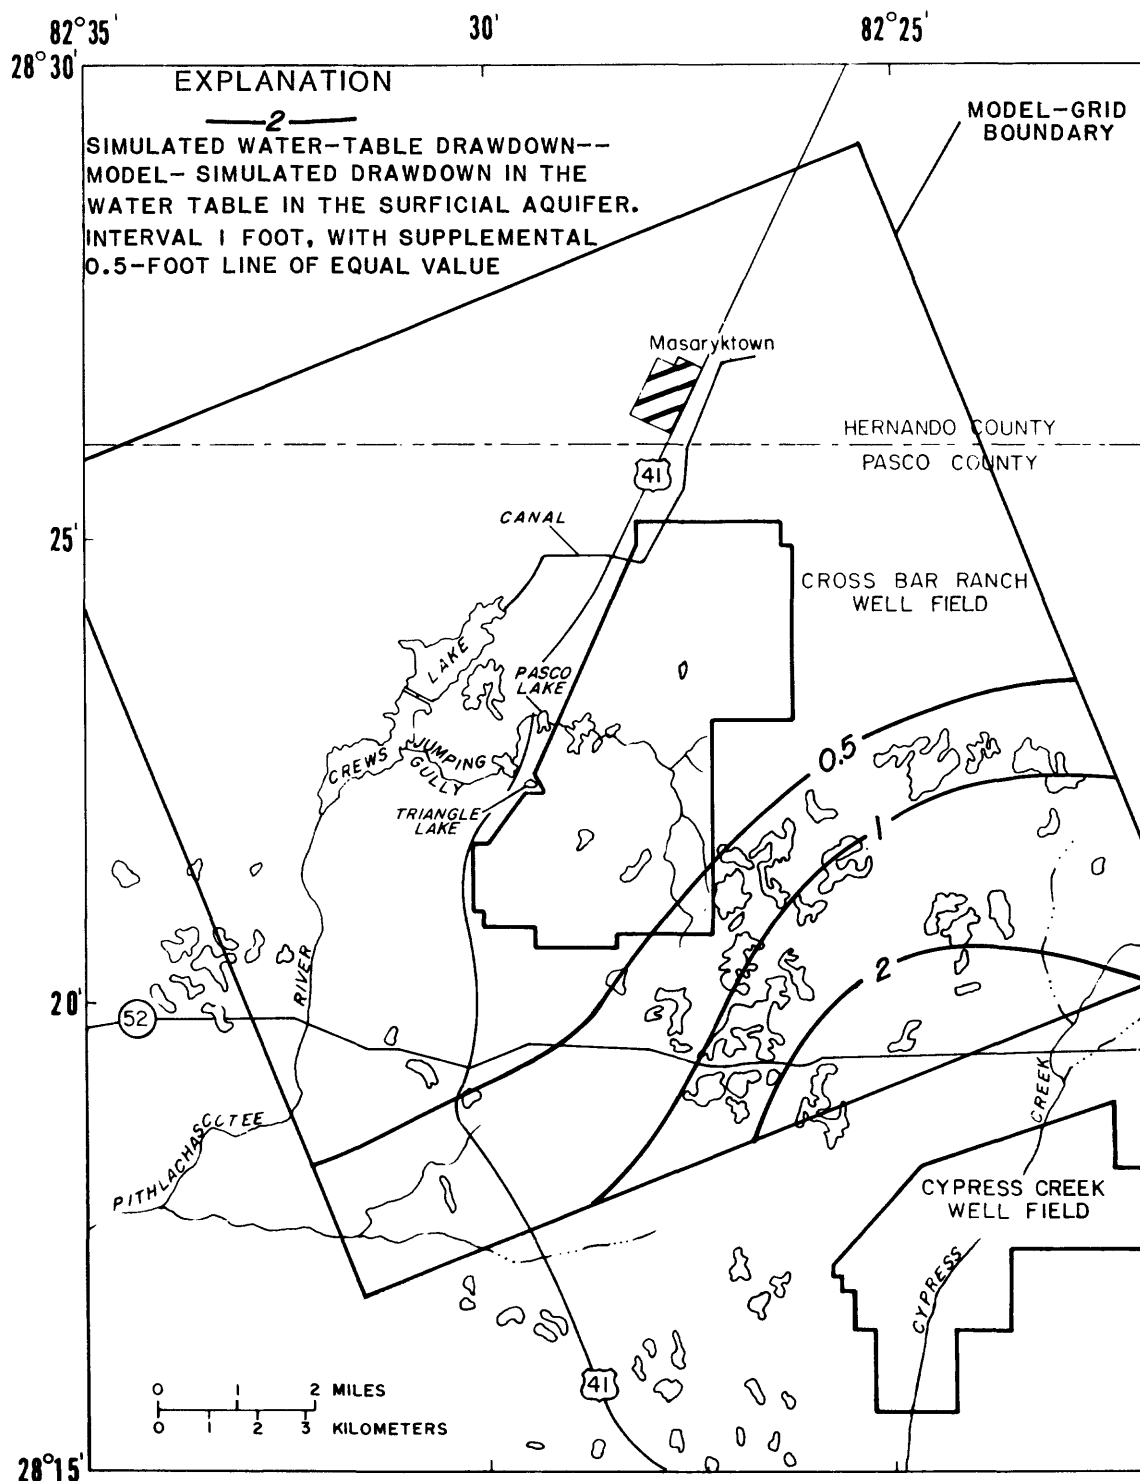 82°35'
30'
82°25'
28°30'
EXPLANATION
2
SIMULATED WATER-TABLE DRAWDOWN--
MODEL- SIMULATED DRAWDOWN IN THE
WATER TABLE IN THE SURFICIAL AQUIFER.
INTERVAL 1 FOOT, WITH SUPPLEMENTAL
0.5-FOOT LINE OF EQUAL VALUE
MODEL-GRID
BOUNDARY
Masaryktown
HERNANDO COUNTY
PASCO COUNTY
41
CANAL
25'
CROSS BAR RANCH
WELL FIELD
LAKE
PASCO
LAKE
CREWS
JUMPING
GULLY
TRIANGLE
LAKE
0.5
1
2
RIVER
20'
52
PITHLACHASCOTEE
CREEK
CYPRESS CREEK
WELL FIELD
CYPRESS
41
0 1 2 MILES
0 1 2 3 KILOMETERS
28°15'